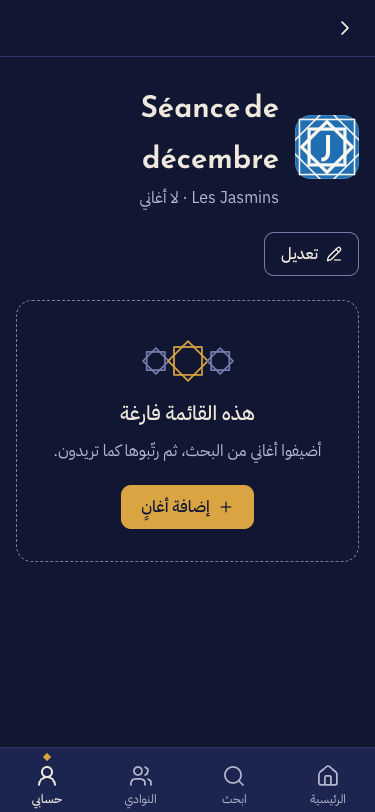 Séance de
décembre
J
Les Jasmins · لا أغاني
تعديل
هذه القائمة فارغة
أضيفوا أغاني من البحث، ثم رتّبوها كما تريدون.
إضافة أغانٍ
الرئيسية
ابحث
النوادي
حسابي